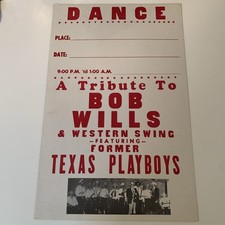 DANCE
PLACE:
DATE:
9:00 P.M. 'til 1:00 A.M.
A Tribute To
BOB
WILLS
& WESTERN SWING
-FEATURING-
FORMER
TEXAS PLAYBOYS